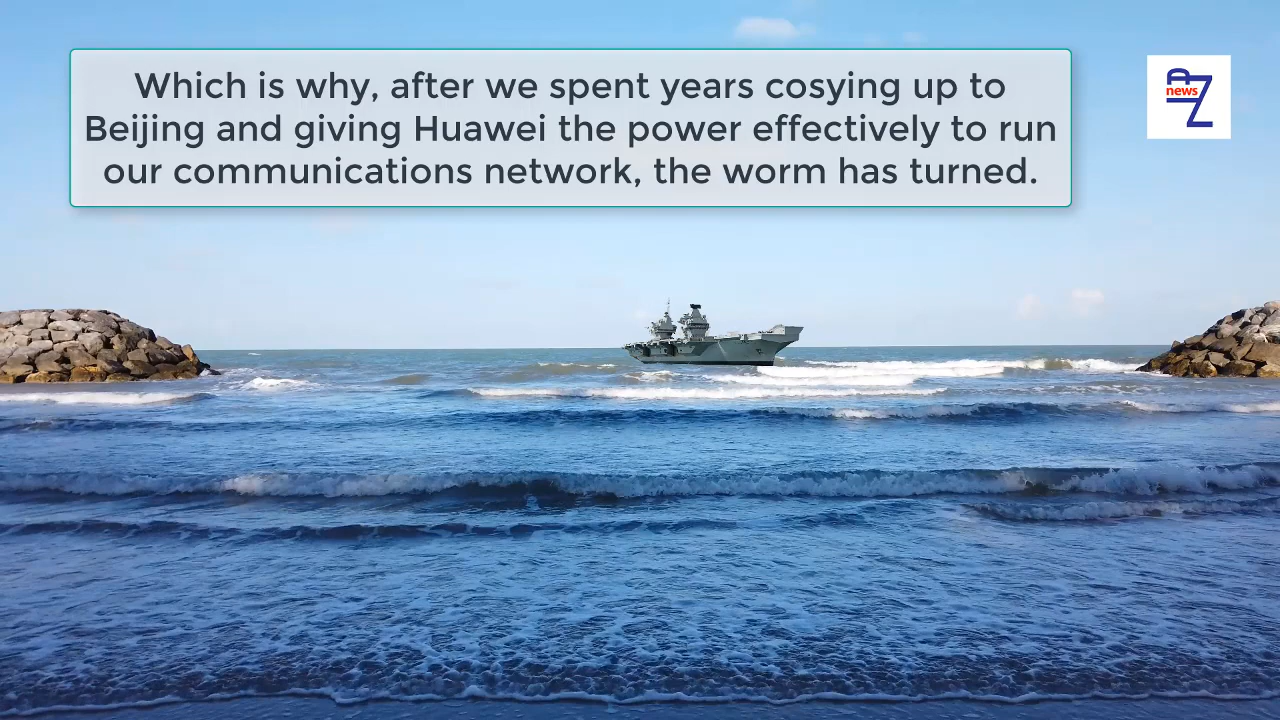 Which is why, after we spent years cosying up to
Beijing and giving Huawei the power effectively to run
our communications network, the worm has turned.
AZ
news